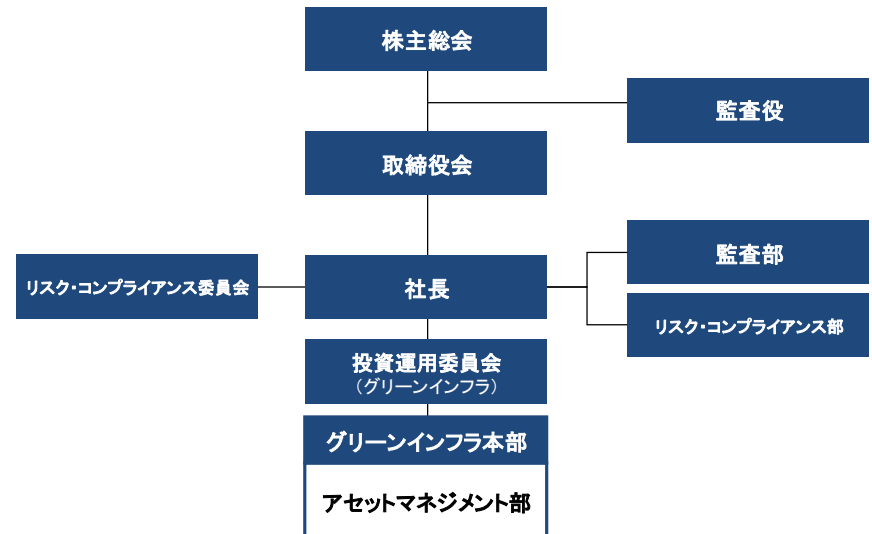 株主総会
監査役
取締役会
監査部
リスク・コンプライアンス委員会
社長
リスク・コンプライアンス部
投資運用委員会
（グリーンインフラ）
グリーンインフラ本部
アセットマネジメント部